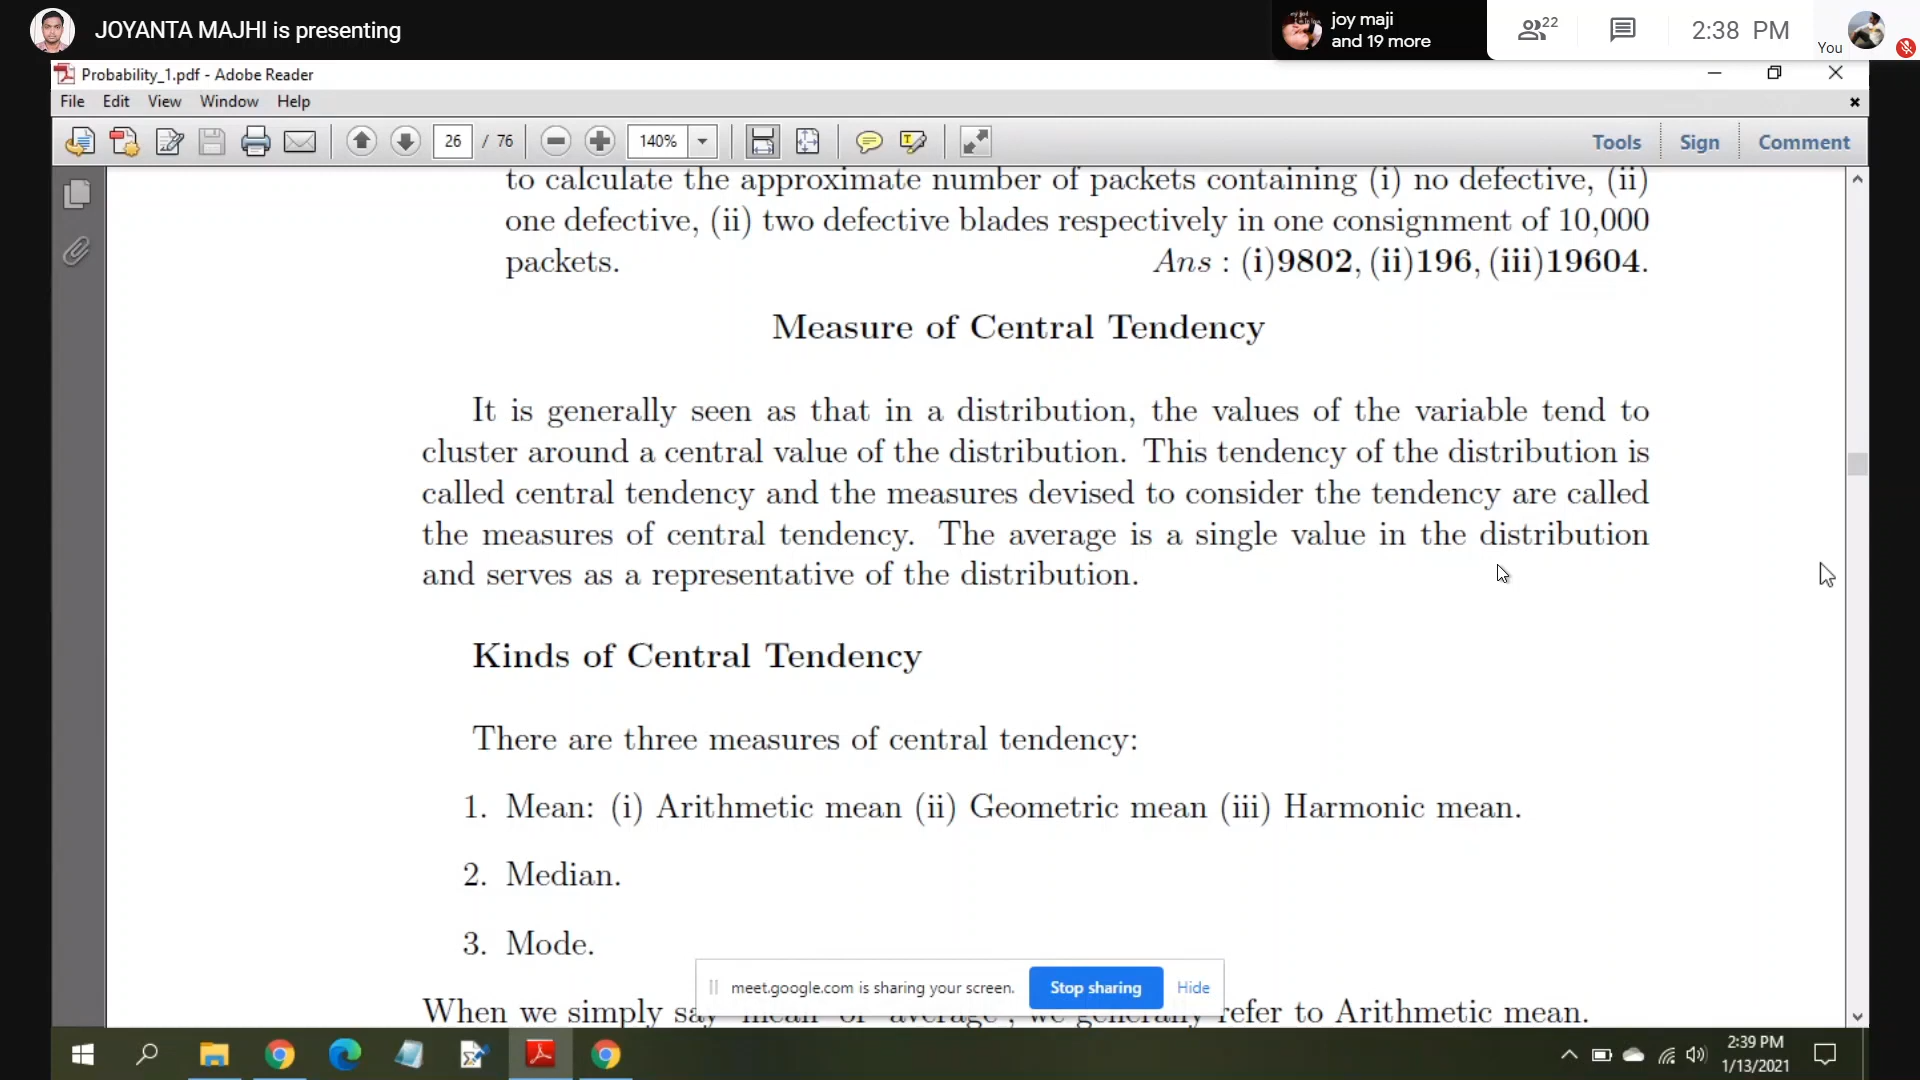 JOYANTA MAJHI is presenting
joy maji
and 19 more
22
2:38 PM
You
Probability_1.pdf - Adobe Reader
File Edit View Window Help
26 / 76
140%
Tools Sign Comment
to calculate the approximate number of packets containing (i) no defective, (ii)
one defective, (ii) two defective blades respectively in one consignment of 10,000
packets. Ans : (i)9802, (ii)196, (iii)19604.
Measure of Central Tendency
It is generally seen as that in a distribution, the values of the variable tend to
cluster around a central value of the distribution. This tendency of the distribution is
called central tendency and the measures devised to consider the tendency are called
the measures of central tendency. The average is a single value in the distribution
and serves as a representative of the distribution.
Kinds of Central Tendency
There are three measures of central tendency:
1. Mean: (i) Arithmetic mean (ii) Geometric mean (iii) Harmonic mean.
2. Median.
3. Mode.
meet.google.com is sharing your screen. Stop sharing Hide
When we simply say 'mean' or 'average', we generally refer to Arithmetic mean.
2:39 PM
1/13/2021